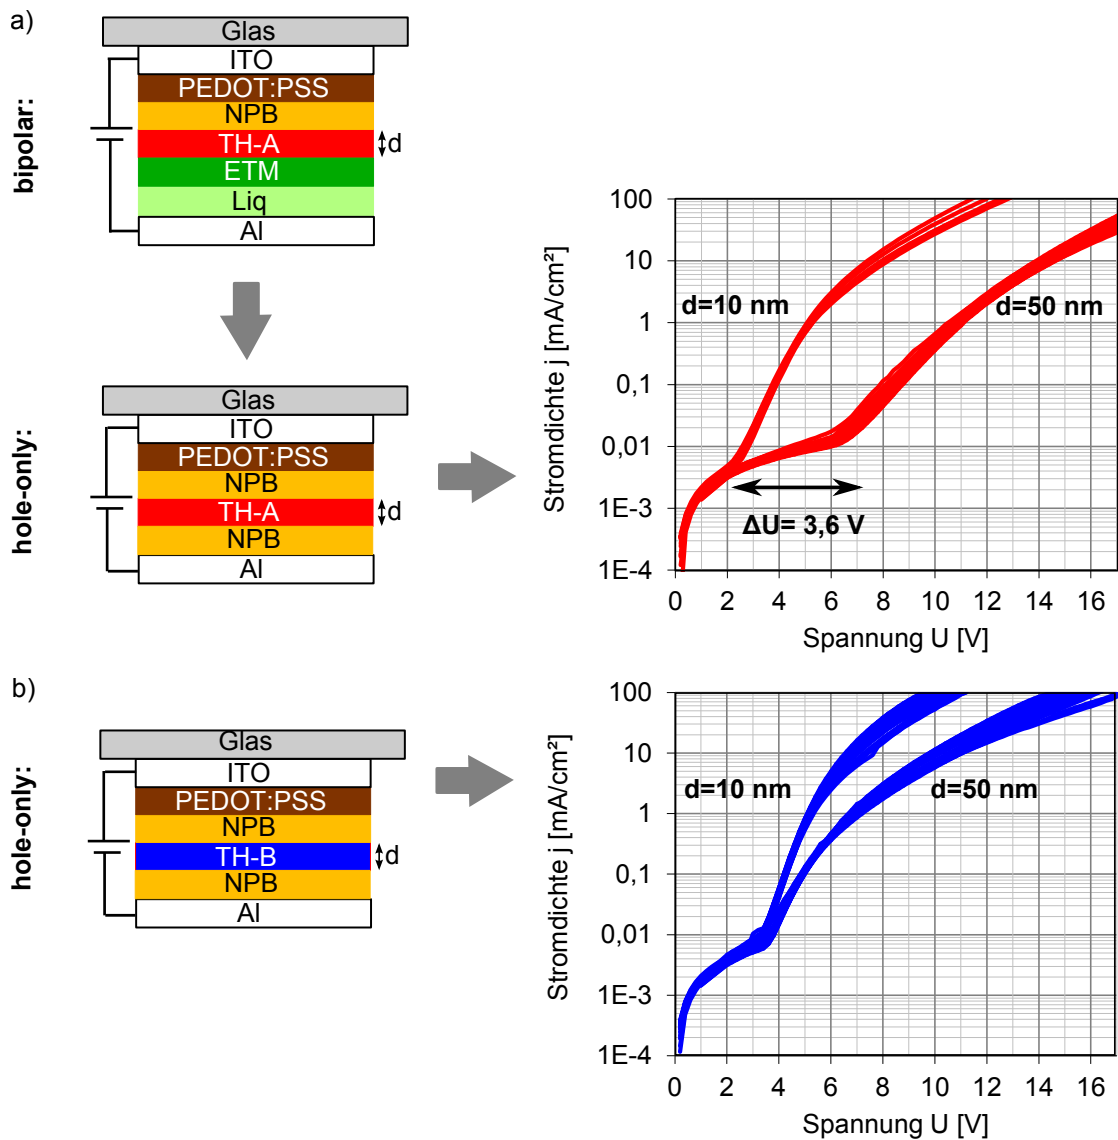 a)
bipolar:
Glas
ITO
PEDOT:PSS
NPB
TH-A
d
ETM
Liq
Al
hole-only:
Glas
ITO
PEDOT:PSS
NPB
TH-A
d
NPB
Al
Stromdichte j [mA/cm²]
100
10
1
0,1
0,01
1E-3
1E-4
d=10 nm
d=50 nm
ΔU= 3,6 V
0 2 4 6 8 10 12 14 16
Spannung U [V]
b)
hole-only:
Glas
ITO
PEDOT:PSS
NPB
TH-B
d
NPB
Al
Stromdichte j [mA/cm²]
100
10
1
0,1
0,01
1E-3
1E-4
d=10 nm
d=50 nm
0 2 4 6 8 10 12 14 16
Spannung U [V]